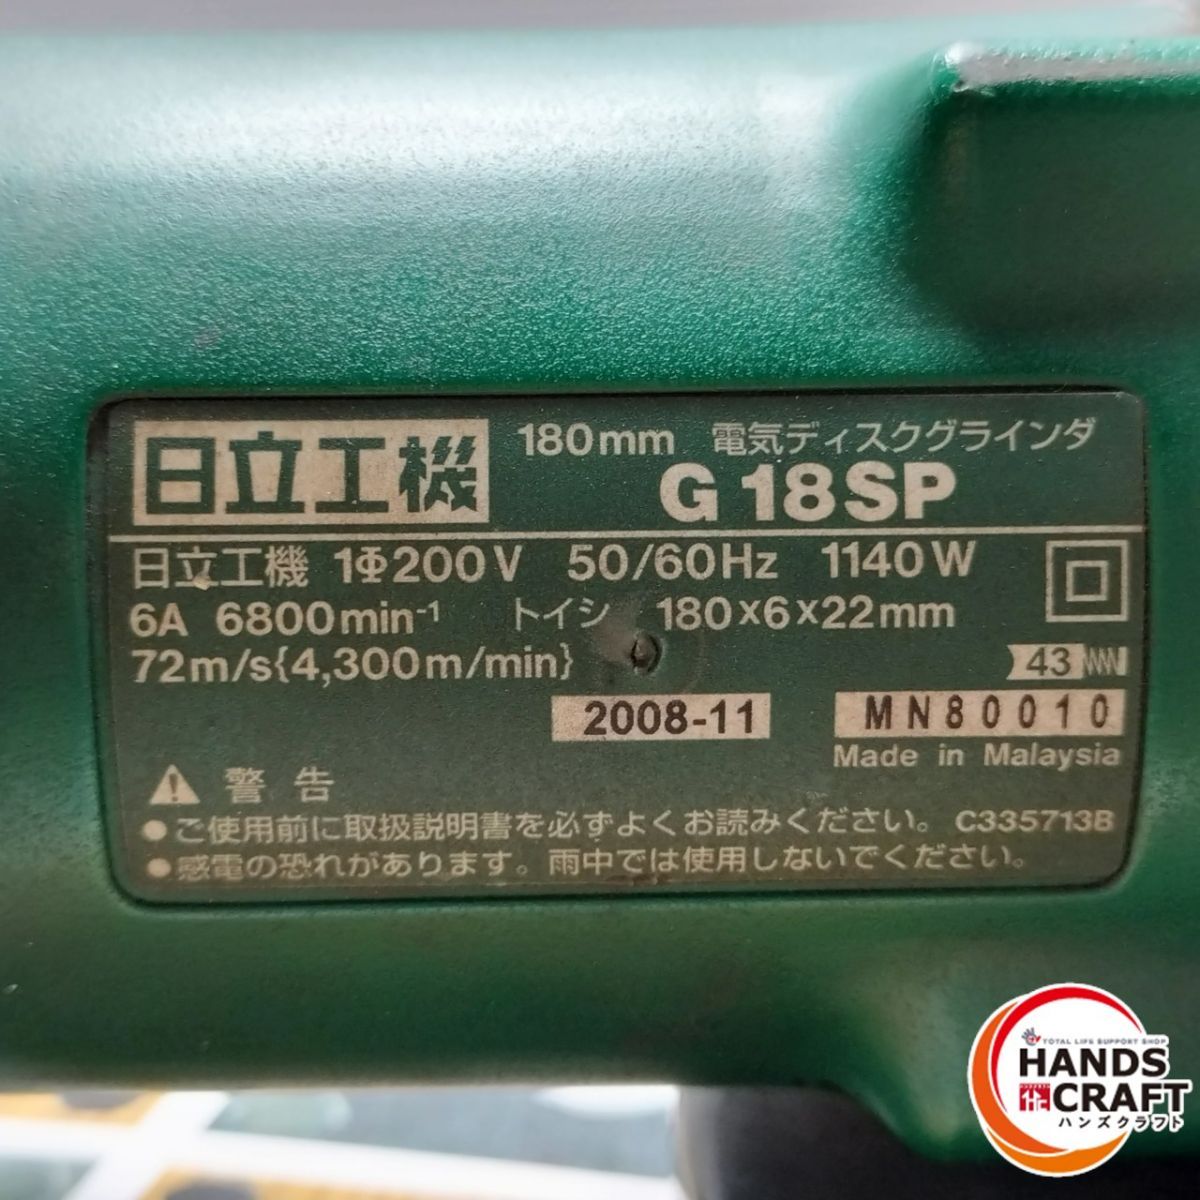 日立工機 180mm 電気ディスクグラインダ
G 18SP
日立工機 1Φ200V 50/60Hz 1140W
6A 6800min⁻¹ トイシ 180×6×22mm
72m/s{4,300m/min}
43
2008-11 MN80010
Made in Malaysia
⚠ 警告
●ご使用前に取扱説明書を必ずよくお読みください。 C335713B
●感電の恐れがあります。雨中では使用しないでください。
TOTAL LIFE SUPPORT SHOP
HANDS
CRAFT
ハンズクラフト